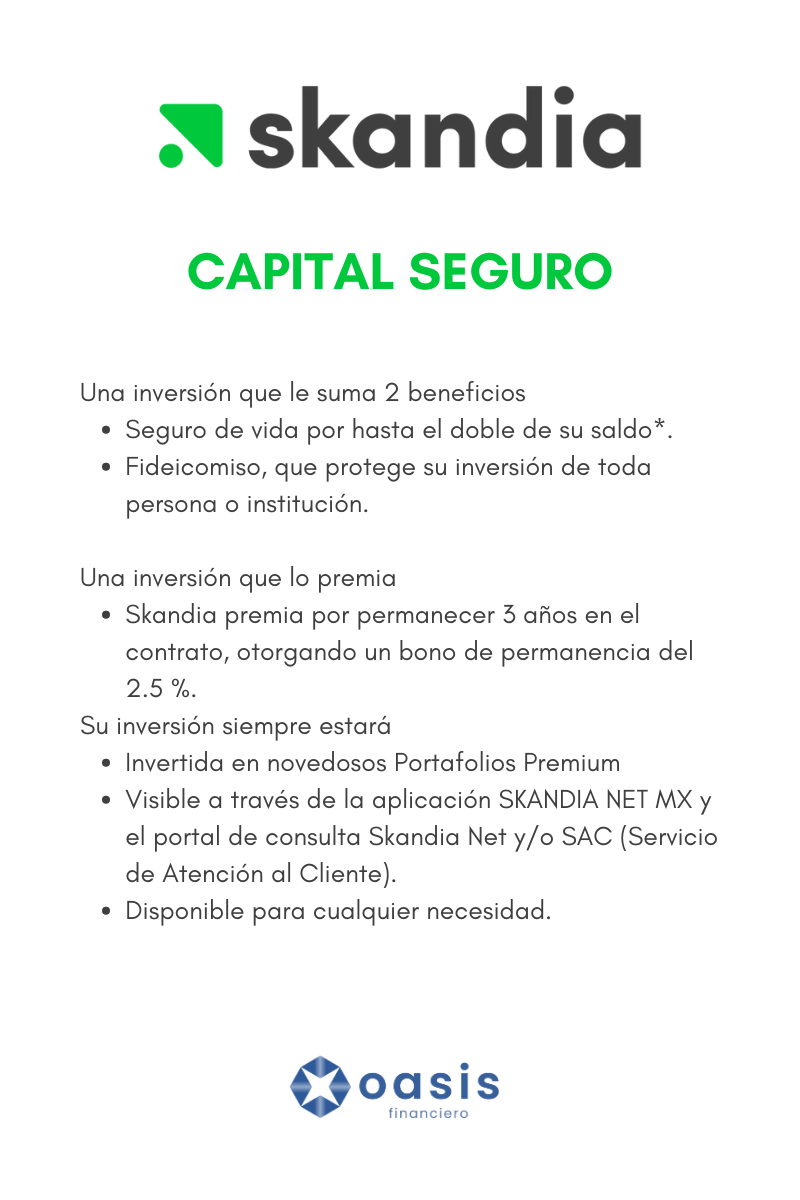 skandia
CAPITAL SEGURO
Una inversión que le suma 2 beneficios
• Seguro de vida por hasta el doble de su saldo*.
• Fideicomiso, que protege su inversión de toda
persona o institución.
Una inversión que lo premia
• Skandia premia por permanecer 3 años en el
contrato, otorgando un bono de permanencia del
2.5 %.
Su inversión siempre estará
• Invertida en novedosos Portafolios Premium
• Visible a través de la aplicación SKANDIA NET MX y
el portal de consulta Skandia Net y/o SAC (Servicio
de Atención al Cliente).
• Disponible para cualquier necesidad.
oasis
financiero